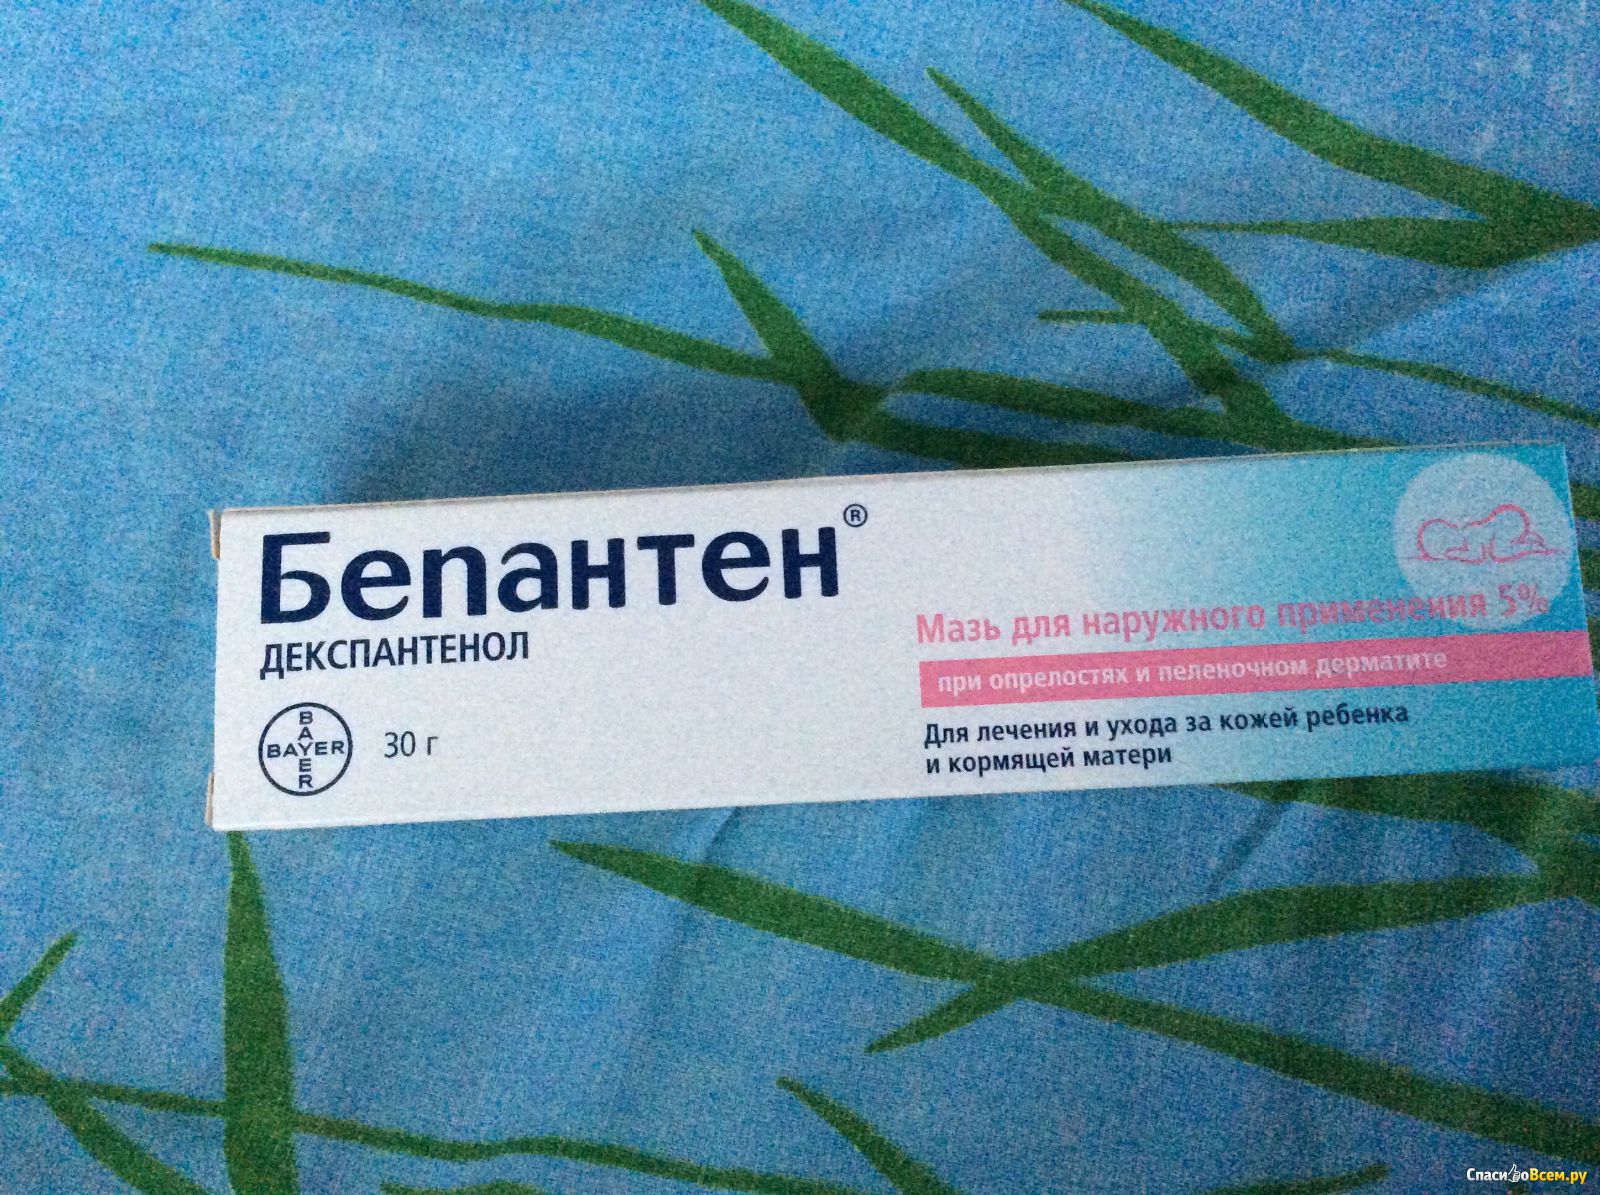 Бепантен®
ДЕКСПАНТЕНОЛ
BAYER
BAYER
30 г
Мазь для наружного применения 5%
при опрелостях и пеленочном дерматите
Для лечения и ухода за кожей ребенка
и кормящей матери
СпасибоВсем.ру